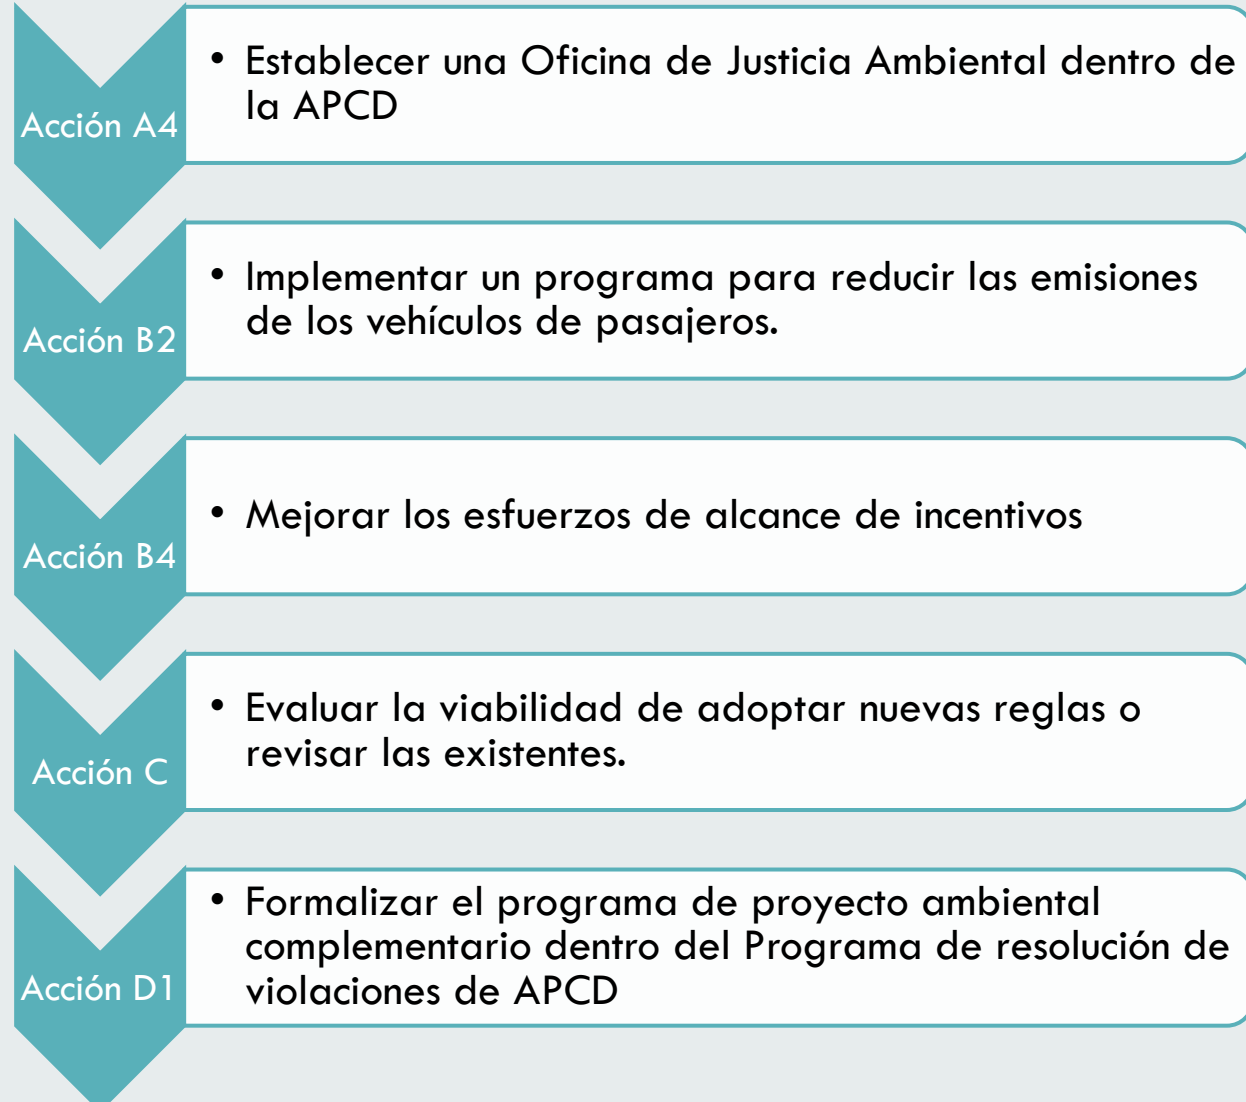 Acción A4
• Establecer una Oficina de Justicia Ambiental dentro de
la APCD
Acción B2
• Implementar un programa para reducir las emisiones
de los vehículos de pasajeros.
Acción B4
• Mejorar los esfuerzos de alcance de incentivos
Acción C
• Evaluar la viabilidad de adoptar nuevas reglas o
revisar las existentes.
Acción D1
• Formalizar el programa de proyecto ambiental
complementario dentro del Programa de resolución de
violaciones de APCD